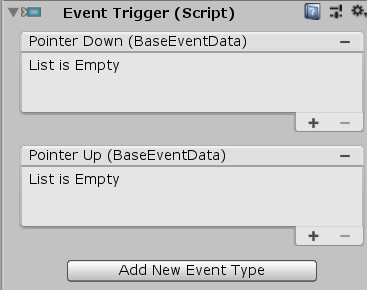 Event Trigger (Script)
Pointer Down (BaseEventData)
List is Empty
Pointer Up (BaseEventData)
List is Empty
Add New Event Type